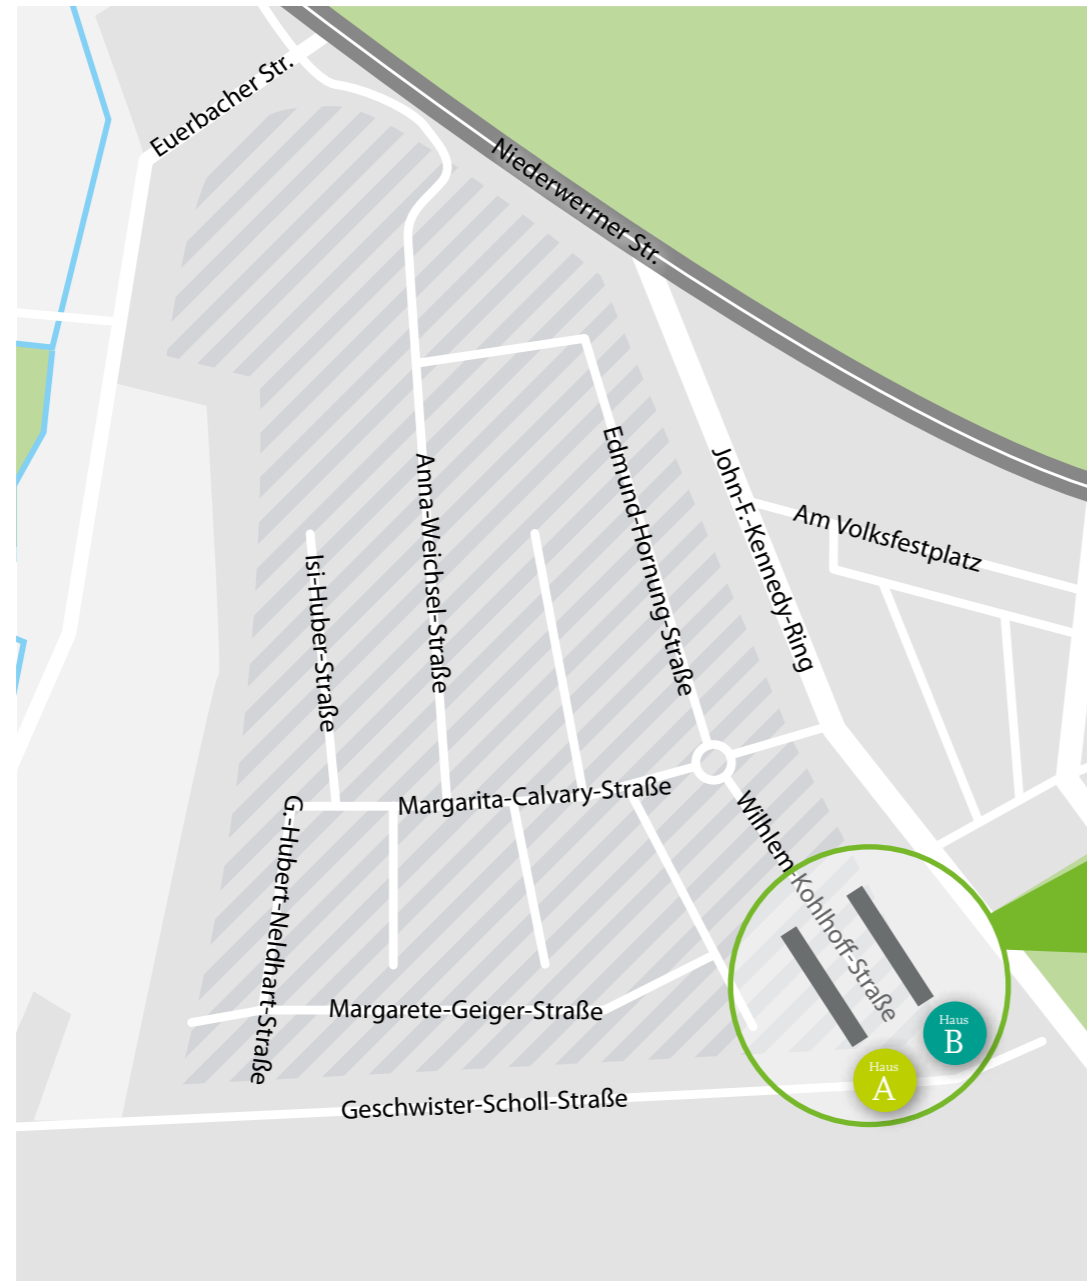 Euerbacher Str.
Niederwerrner Str.
Edmund-Hornung-Straße
John-F.-Kennedy-Ring
Anna-Weichsel-Straße
Am Volksfestplatz
Isi-Huber-Straße
Margarita-Calvary-Straße
G.-Hubert-Neldhart-Straße
Wilhlem-Kohlhoff-Straße
Margarete-Geiger-Straße
Haus
B
Haus
A
Geschwister-Scholl-Straße